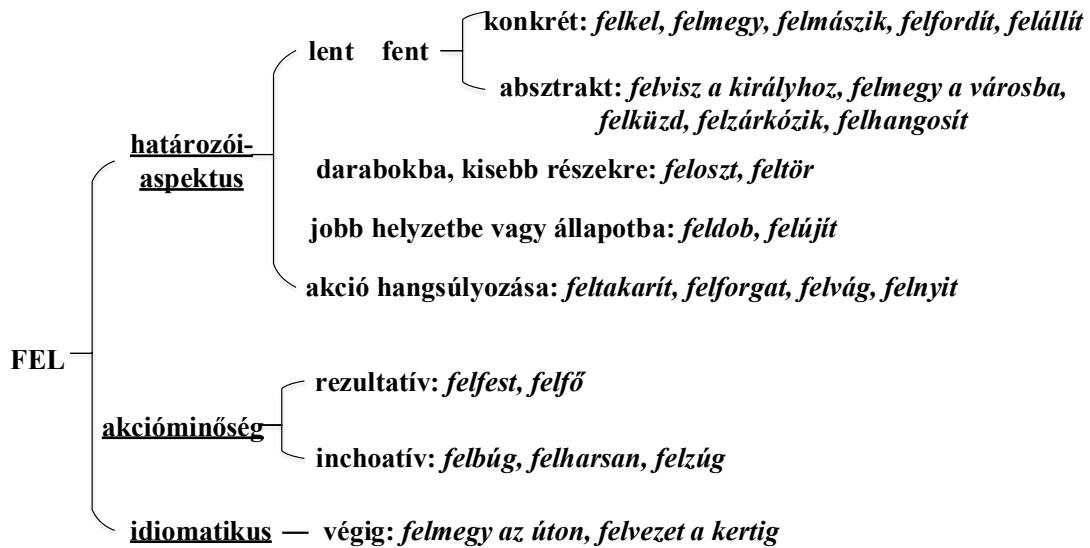 konkrét: felkel, felmegy, felmászik, felfordít, felállít
lent fent
absztrakt: felvisz a királyhoz, felmegy a városba,
felküzd, felzárkózik, felhangosít
határozói-
aspektus
darabokba, kisebb részekre: feloszt, feltör
jobb helyzetbe vagy állapotba: feldob, felújít
akció hangsúlyozása: feltakarít, felforgat, felvág, felnyit
FEL
rezultatív: felfest, felfő
akcióminőség
inchoatív: felbúg, felharsan, felzúg
idiomatikus — végig: felmegy az úton, felvezet a kertig